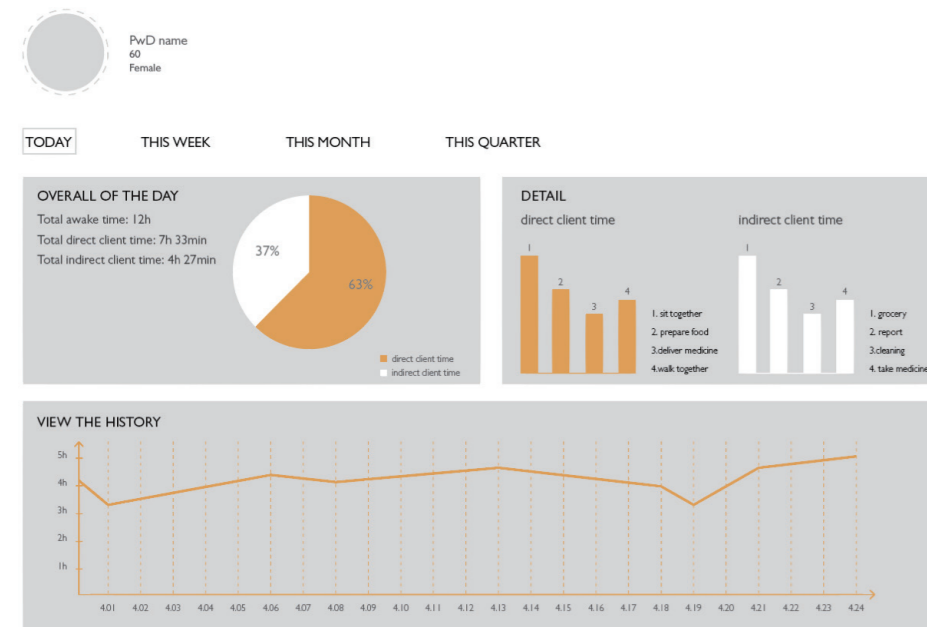 PwD name
60
Female
TODAY THIS WEEK THIS MONTH THIS QUARTER
OVERALL OF THE DAY
Total awake time: 12h
Total direct client time: 7h 33min
Total indirect client time: 4h 27min
37%
63%
direct client time
indirect client time
DETAIL
direct client time
1
2
3
4
1. sit together
2. prepare food
3.deliver medicine
4.walk together
indirect client time
1
2
3
4
1. grocery
2. report
3.cleaning
4. take medicine
VIEW THE HISTORY
5h
4h
3h
2h
1h
4.01 4.02 4.03 4.04 4.05 4.06 4.07 4.08 4.09 4.10 4.11 4.12 4.13 4.14 4.15 4.16 4.17 4.18 4.19 4.20 4.21 4.22 4.23 4.24